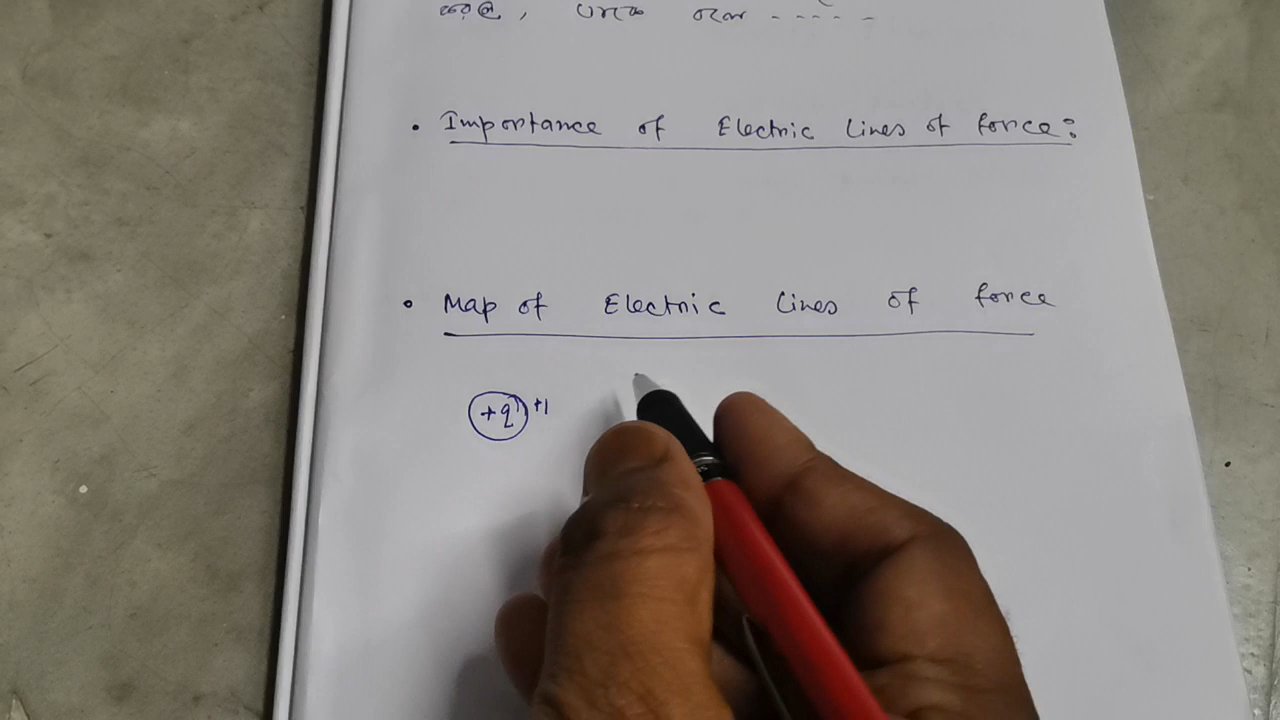 • Importance of Electric Lines of force:
• Map of Electric Lines of force
+q +1